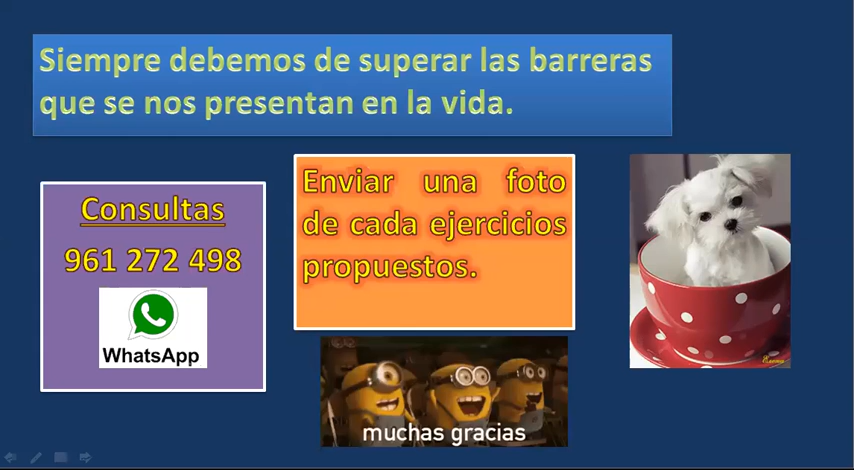 Siempre debemos de superar las barreras
que se nos presentan en la vida.
Consultas
961 272 498
WhatsApp
Enviar una foto
de cada ejercicios
propuestos.
muchas gracias